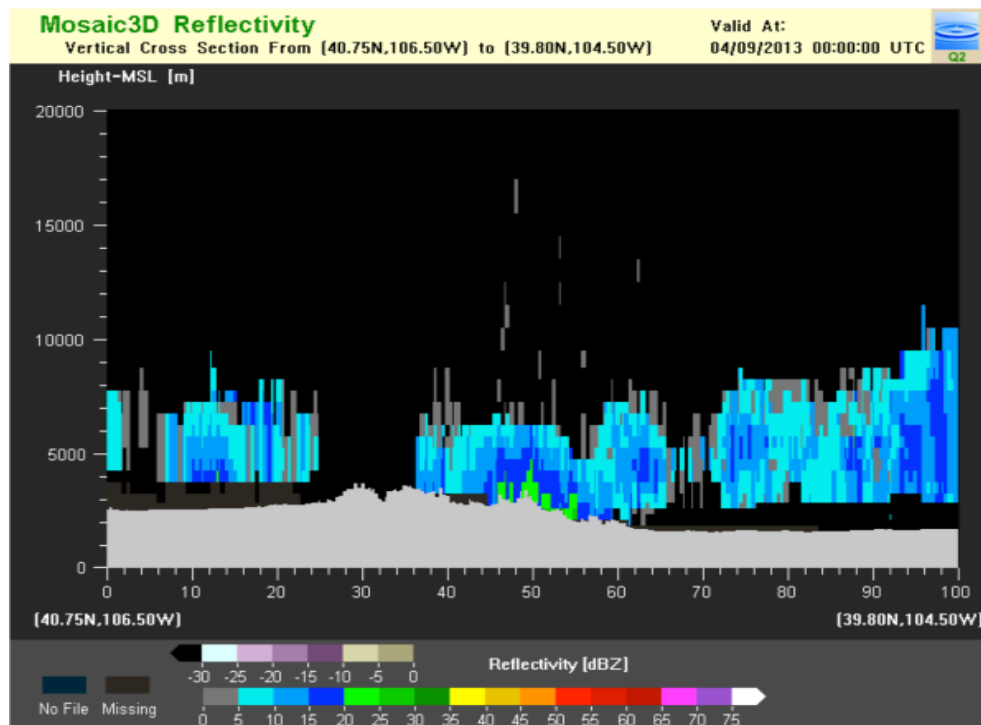 Mosaic3D Reflectivity
Vertical Cross Section From (40.75N,106.50W) to (39.80N,104.50W)
Valid At:
04/09/2013 00:00:00 UTC
Q2
Height-MSL [m]
20000
15000
10000
5000
0
0 10 20 30 40 50 60 70 80 90 100
(40.75N,106.50W) (39.80N,104.50W)
-30 -25 -20 -15 -10 -5 0
Reflectivity [dBZ]
No File Missing
0 5 10 15 20 25 30 35 40 45 50 55 60 65 70 75